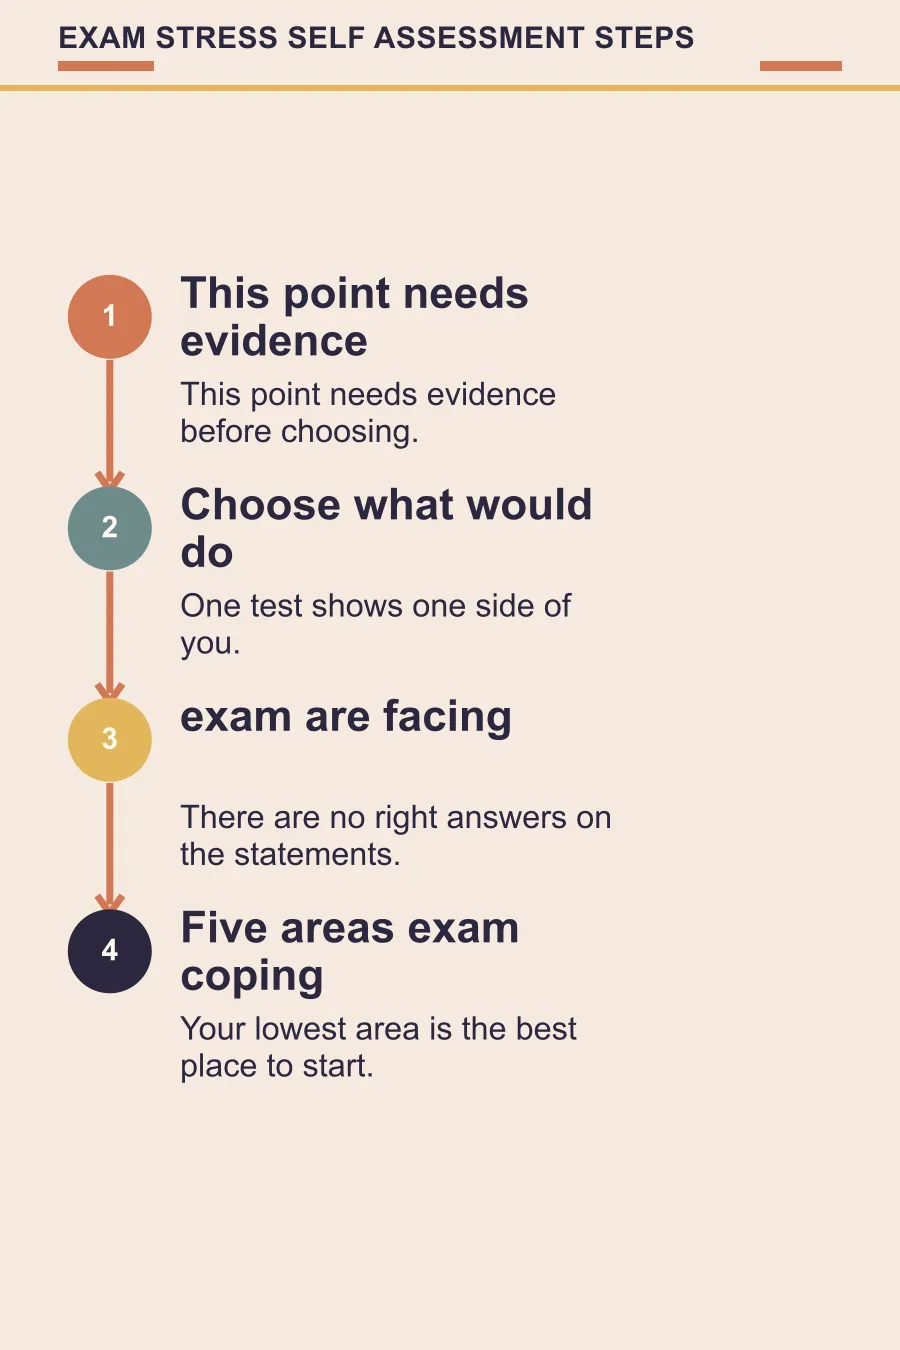 EXAM STRESS SELF ASSESSMENT STEPS
1
This point needs
evidence
This point needs evidence
before choosing.
2
Choose what would
do
One test shows one side of
you.
3
exam are facing
There are no right answers on
the statements.
4
Five areas exam
coping
Your lowest area is the best
place to start.